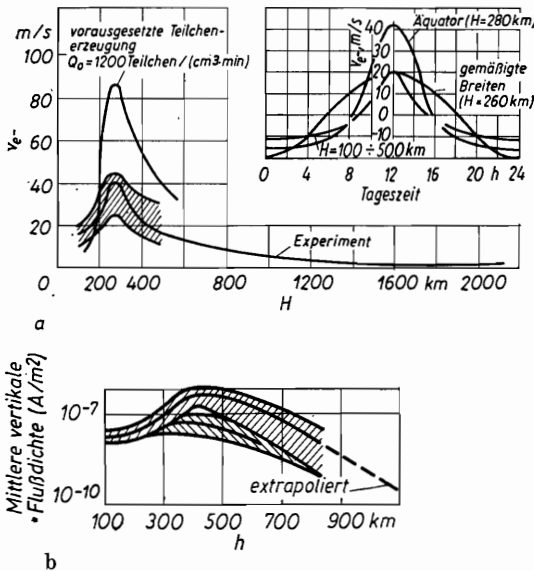 m/s
100
80
60
40
20
0
v e-
vorausgesetzte Teilchen-
erzeugung
Q₀ = 1200 Teilchen / (cm3·min)
200 400 800 1200 1600 km 2000
H
Experiment
v e-, m/s
40
30
20
10
0
-10
Äquator (H=280 km)
gemäßigte
Breiten
(H=260 km)
H=100÷500 km
0 4 8 12 16 20 h 24
Tageszeit
a
Mittlere vertikale
• Flußdichte (A/m²)
10⁻⁷
10⁻¹⁰
extrapoliert
100 300 500 700 900 km
h
b